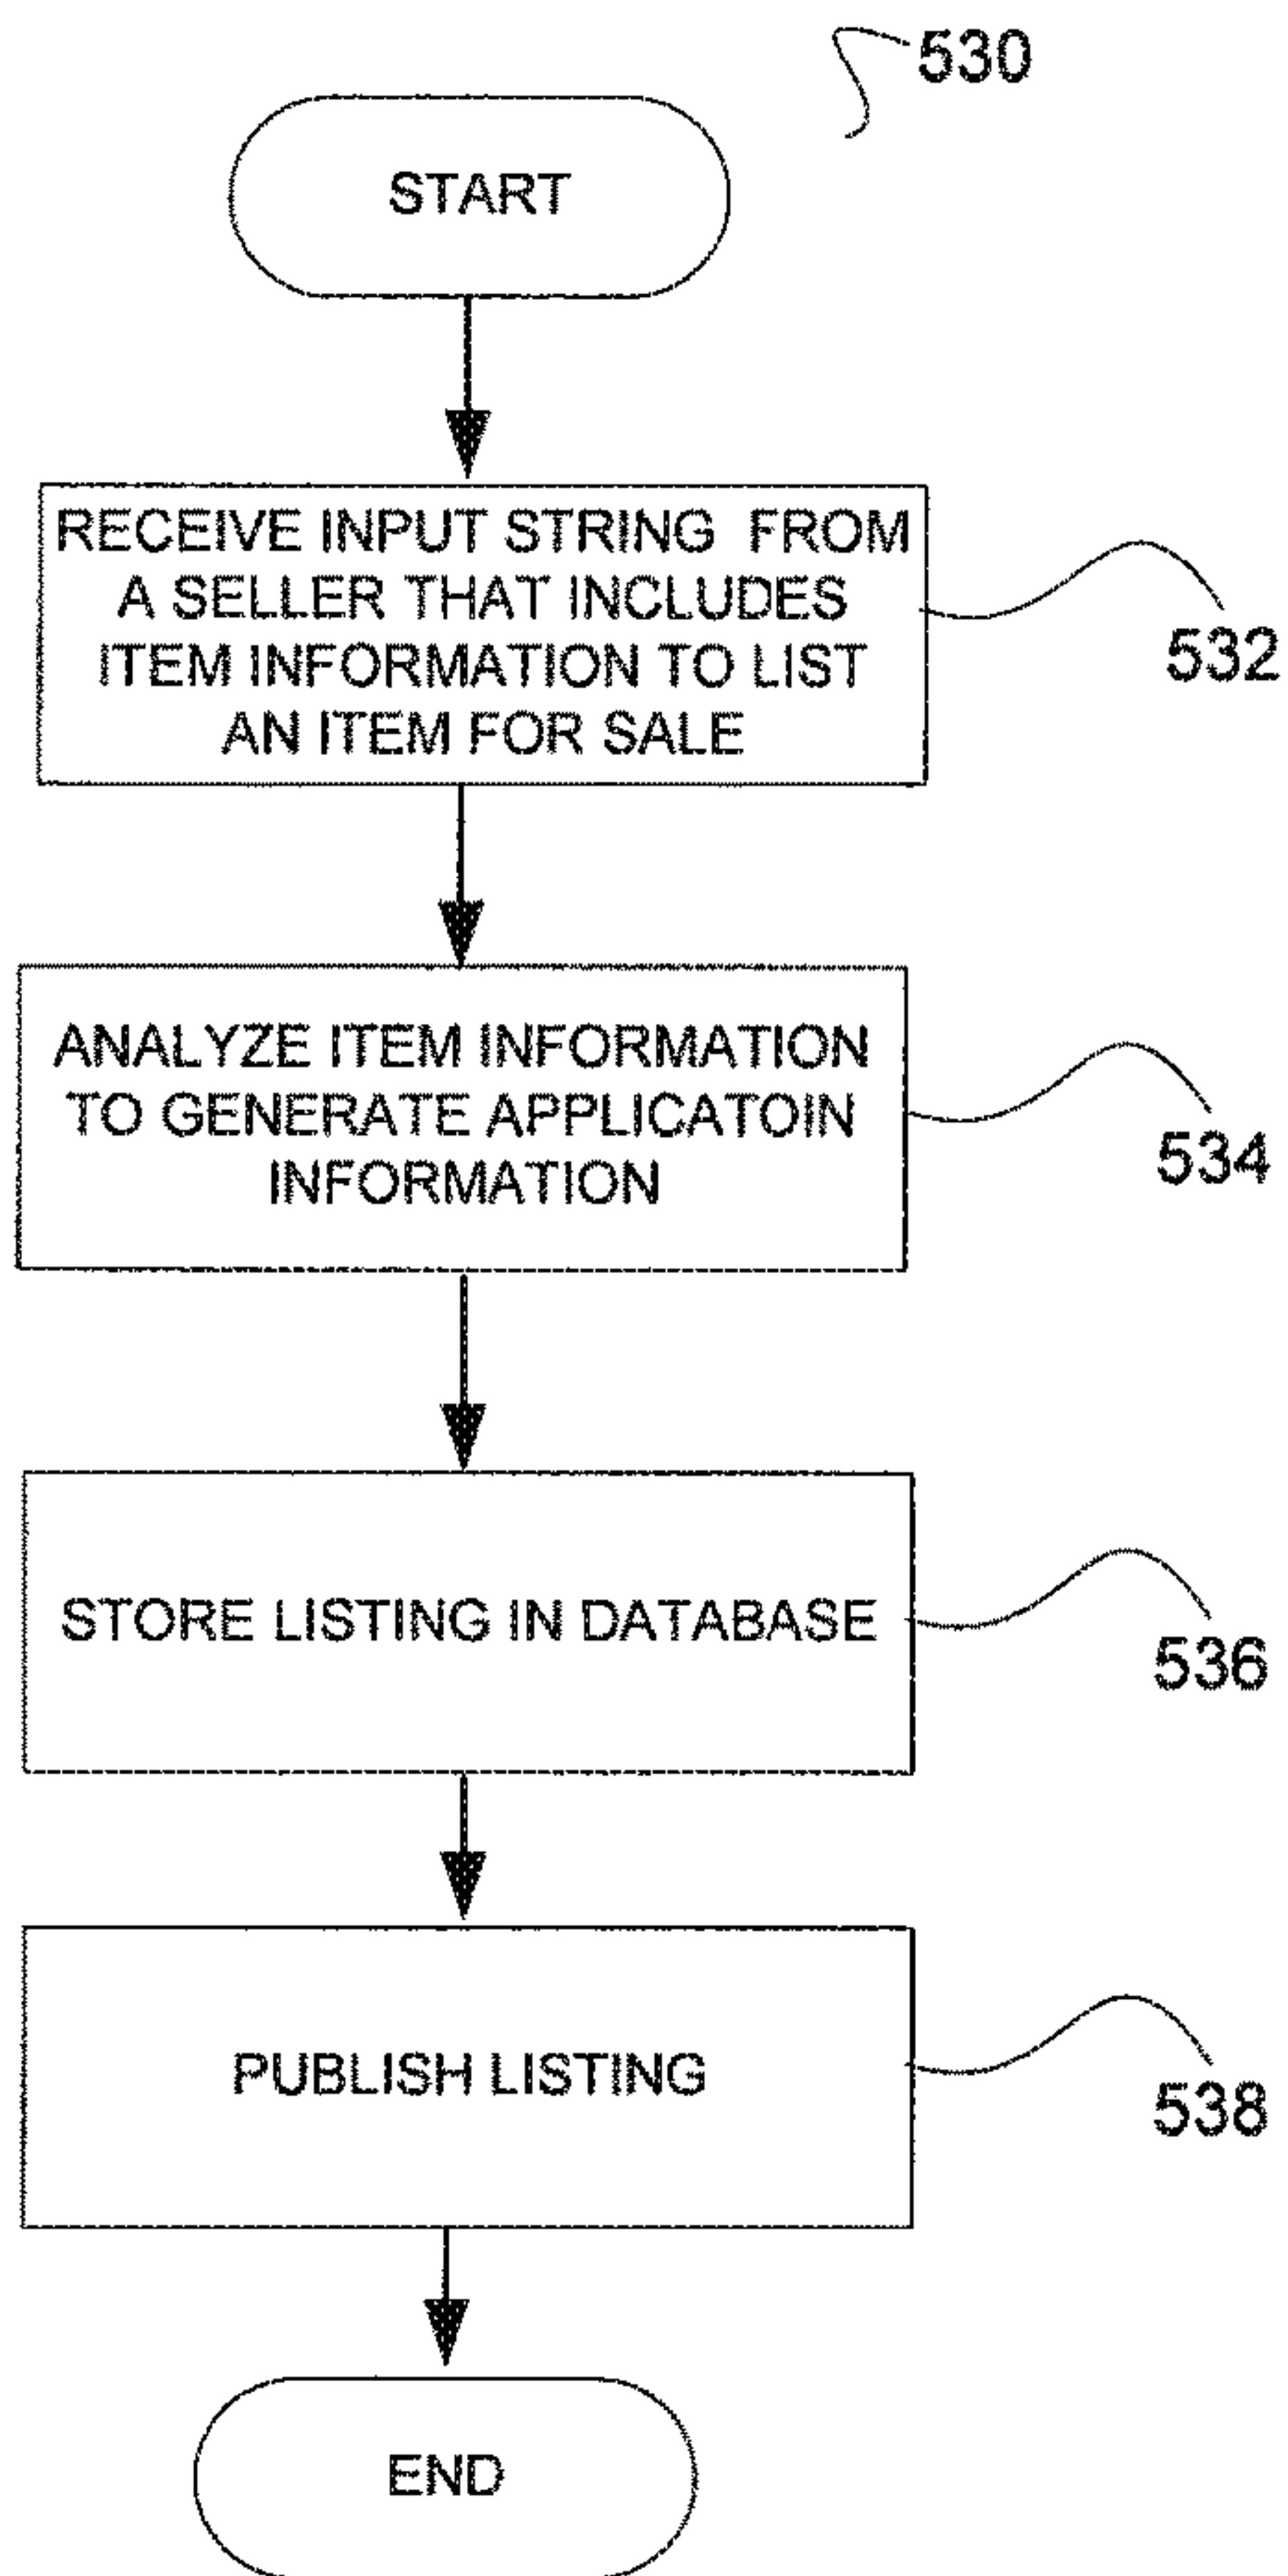 530
START
RECEIVE INPUT STRING FROM
A SELLER THAT INCLUDES
ITEM INFORMATION TO LIST
AN ITEM FOR SALE
532
ANALYZE ITEM INFORMATION
TO GENERATE APPLICATOIN
INFORMATION
534
STORE LISTING IN DATABASE
536
PUBLISH LISTING
538
END